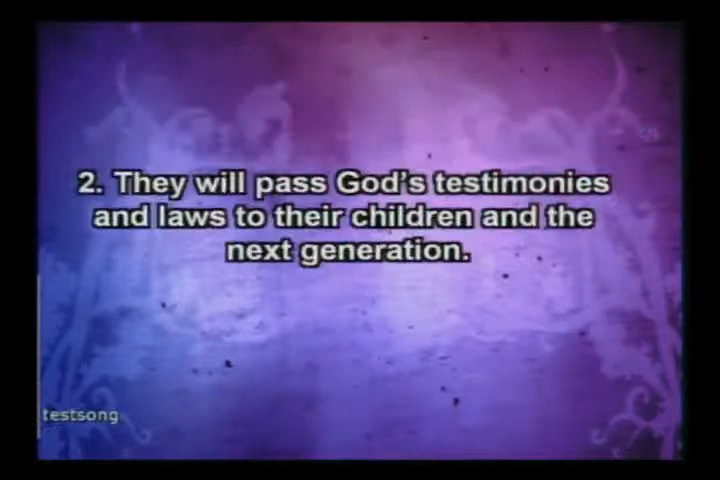 2. They will pass God's testimonies
and laws to their children and the
next generation.
testsong